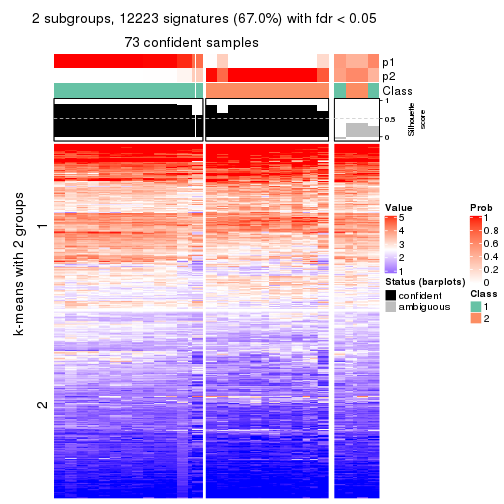 2 subgroups, 12223 signatures (67.0%) with fdr < 0.05
73 confident samples
p1
p2
Class
1
0.5
0
Silhouette
score
k-means with 2 groups
1
2
Value
5
4
3
2
1
Status (barplots)
confident
ambiguous
Prob
1
0.8
0.6
0.4
0.2
0
Class
1
2